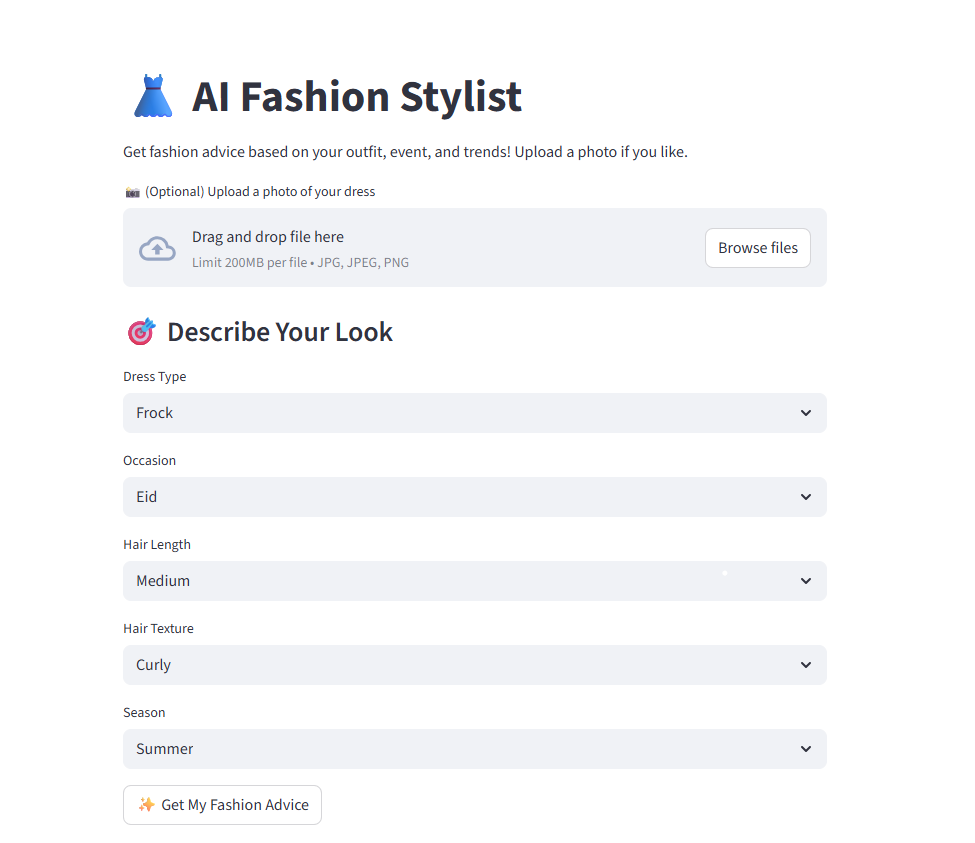 AI Fashion Stylist
Get fashion advice based on your outfit, event, and trends! Upload a photo if you like.
(Optional) Upload a photo of your dress
Drag and drop file here
Limit 200MB per file • JPG, JPEG, PNG
Browse files
Describe Your Look
Dress Type
Frock
Occasion
Eid
Hair Length
Medium
Hair Texture
Curly
Season
Summer
✨ Get My Fashion Advice